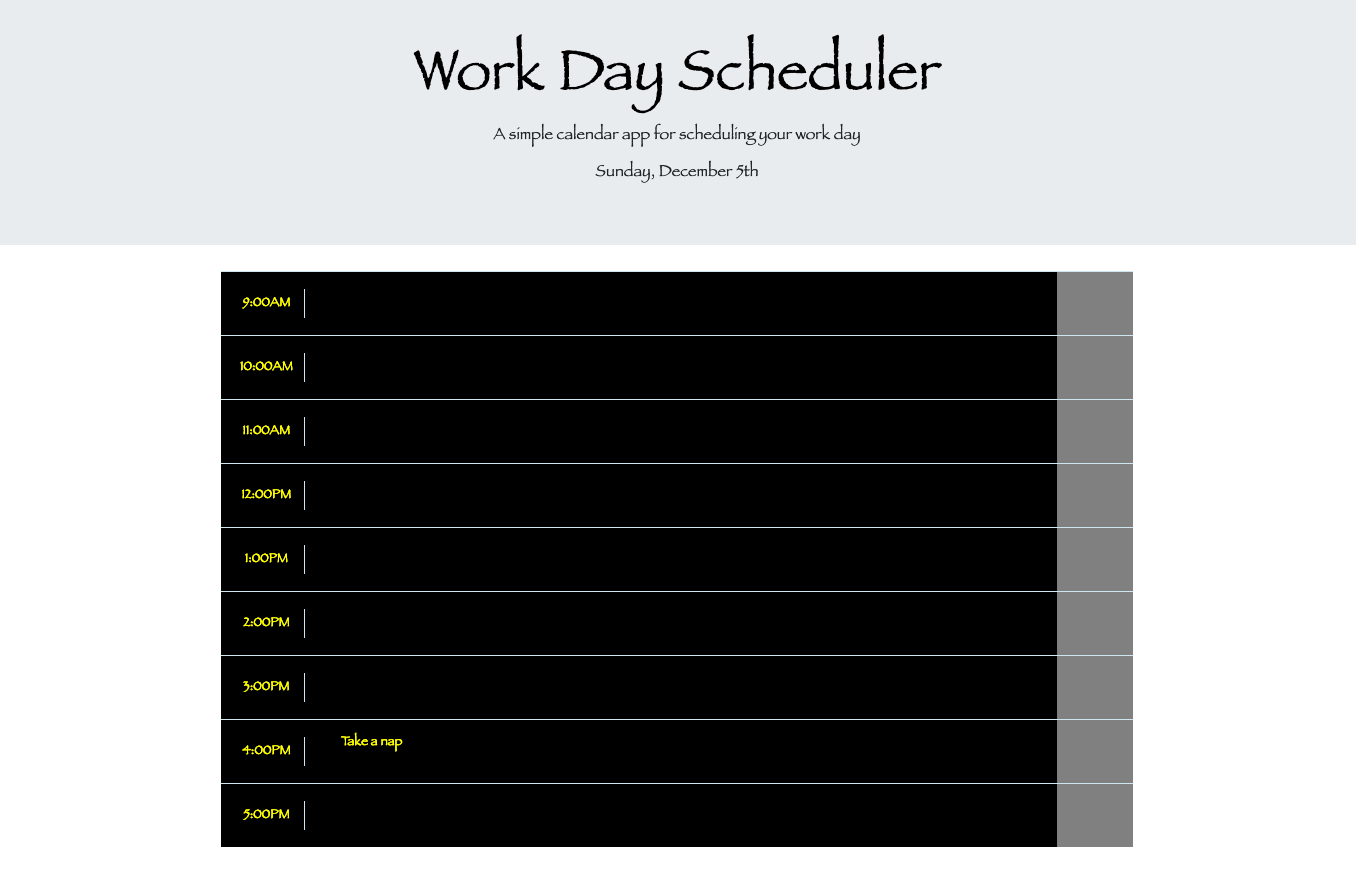 Work Day Scheduler
A simple calendar app for scheduling your work day
Sunday, December 5th
9:00AM
10:00AM
11:00AM
12:00PM
1:00PM
2:00PM
3:00PM
4:00PM Take a nap
5:00PM